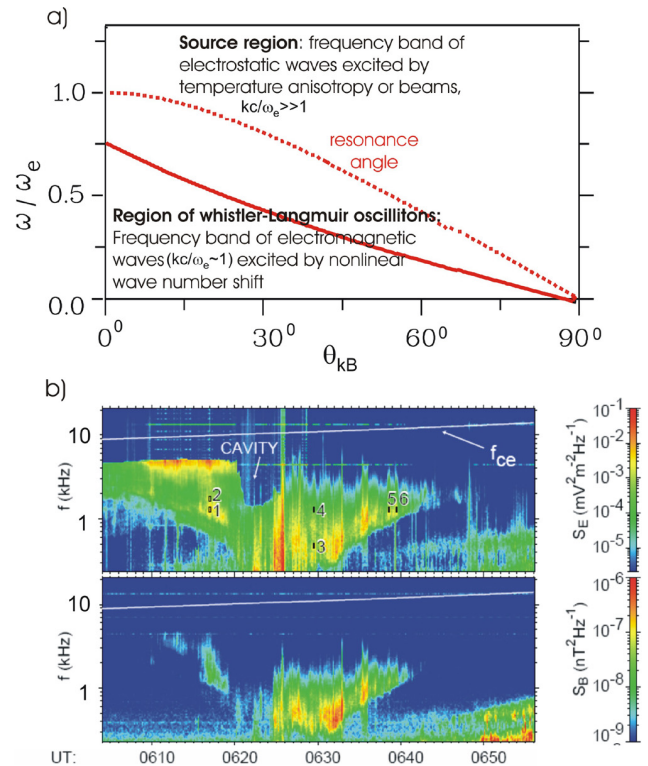 a)
Source region: frequency band of
electrostatic waves excited by
temperature anisotropy or beams,
kc/ωe>>1
resonance
angle
Region of whistler-Langmuir oscillitons:
Frequency band of electromagnetic
waves(kc/ωe~1) excited by nonlinear
wave number shift
ω / ωe
1.0
0.5
0.0
0⁰ 30⁰ 60⁰ 90⁰
θkB
b)
10
1
f (kHz)
CAVITY
fce
2
1
4
3
5 6
10⁻¹
10⁻²
10⁻³
10⁻⁴
10⁻⁵
SE (mV²m⁻²Hz⁻¹)
10
1
f (kHz)
10⁻⁶
10⁻⁷
10⁻⁸
10⁻⁹
SB (nT²Hz⁻¹)
UT: 0610 0620 0630 0640 0650